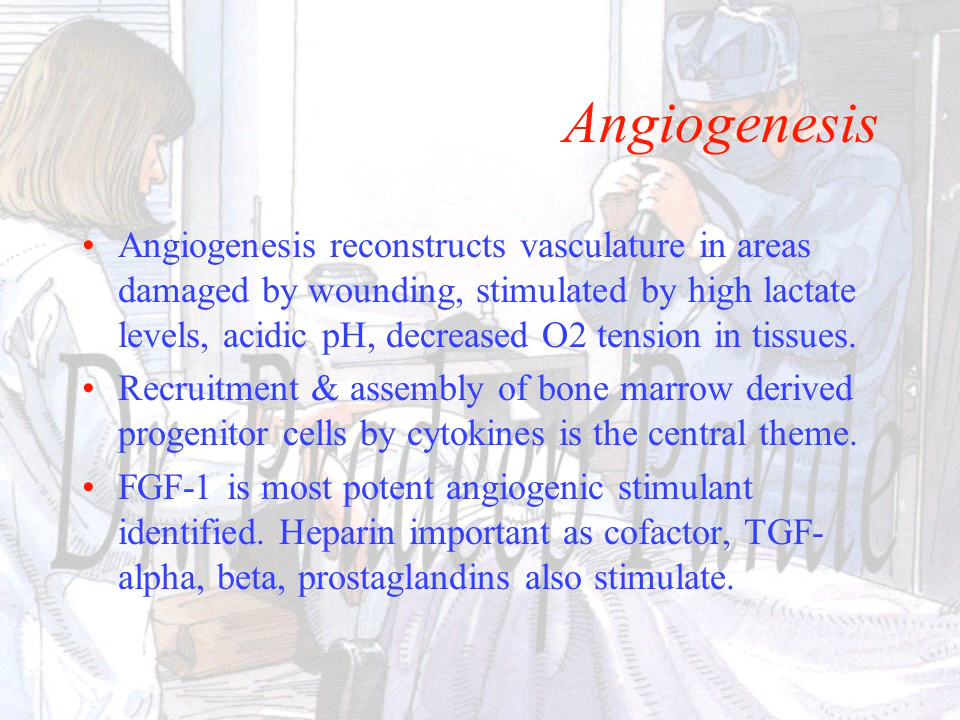 Angiogenesis
• Angiogenesis reconstructs vasculature in areas
damaged by wounding, stimulated by high lactate
levels, acidic pH, decreased O2 tension in tissues.
• Recruitment & assembly of bone marrow derived
progenitor cells by cytokines is the central theme.
• FGF-1 is most potent angiogenic stimulant
identified. Heparin important as cofactor, TGF-
alpha, beta, prostaglandins also stimulate.